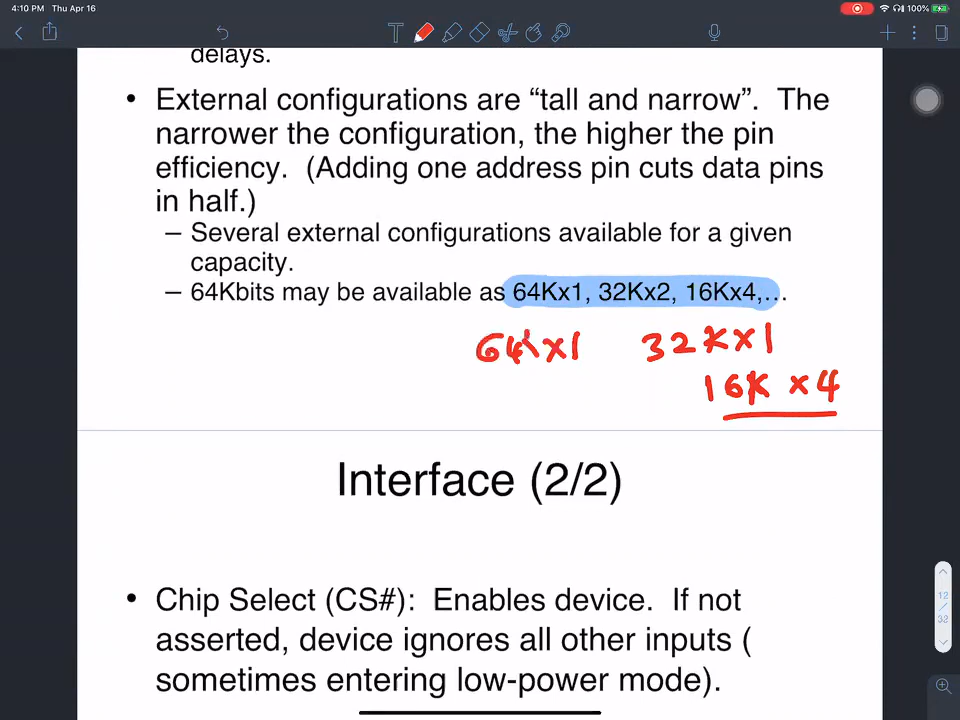 4:10 PM Thu Apr 16
100%
delays.
• External configurations are “tall and narrow”. The
narrower the configuration, the higher the pin
efficiency. (Adding one address pin cuts data pins
in half.)
– Several external configurations available for a given
capacity.
– 64Kbits may be available as 64Kx1, 32Kx2, 16Kx4,…
64kx1 32Kx1
16K x4
Interface (2/2)
• Chip Select (CS#): Enables device. If not
asserted, device ignores all other inputs (
sometimes entering low-power mode).
12
/
33